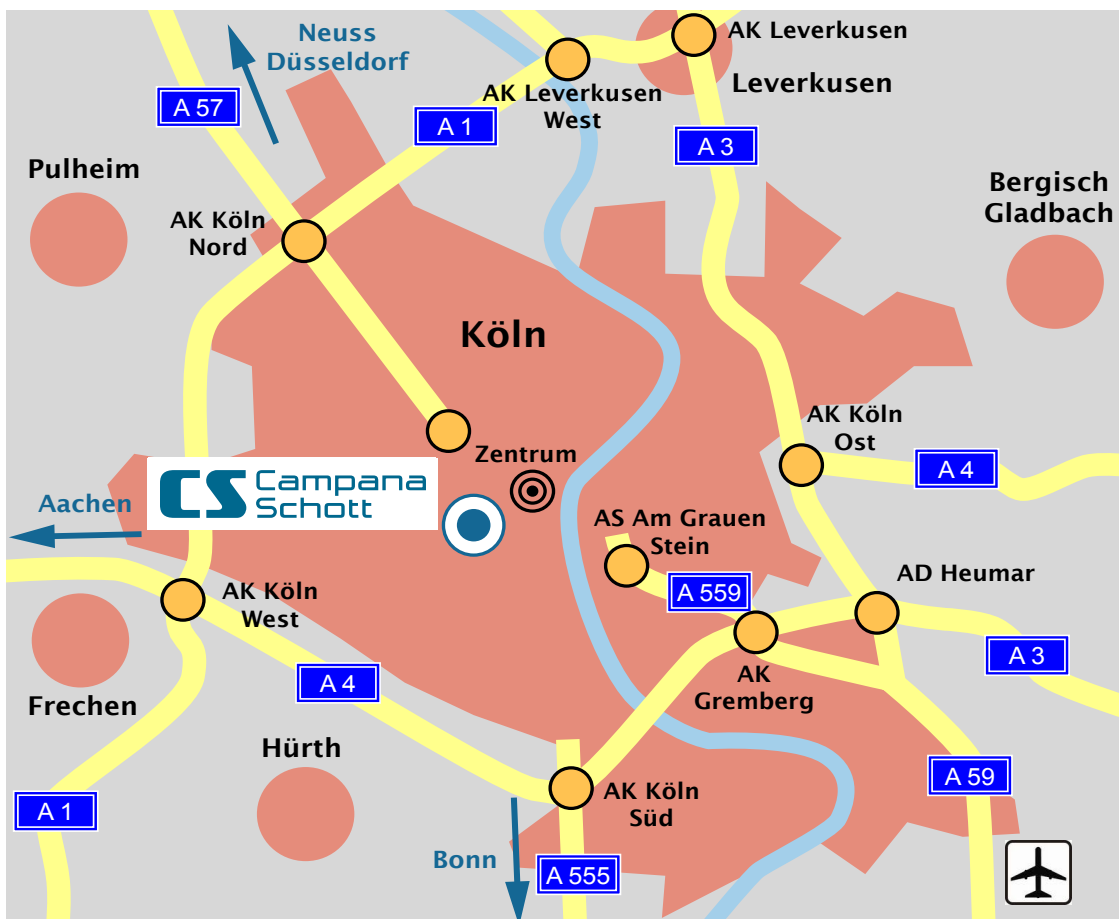 Neuss
Düsseldorf
AK Leverkusen
Leverkusen
AK Leverkusen
West
A 57
A 1
A 3
Pulheim
Bergisch
Gladbach
AK Köln
Nord
Köln
AK Köln
Ost
Zentrum
A 4
CS Campana
Schott
Aachen
AS Am Grauen
Stein
AD Heumar
AK Köln
West
A 559
A 3
A 4
AK
Gremberg
Frechen
Hürth
A 59
AK Köln
Süd
A 1
Bonn
A 555